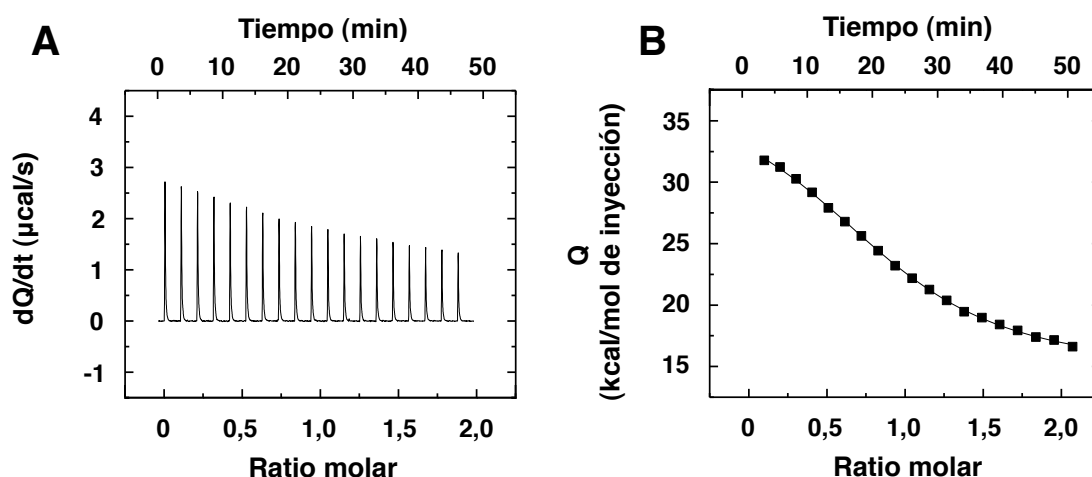 A
Tiempo (min)
0 10 20 30 40 50
dQ/dt (μcal/s)
4
3
2
1
0
-1
0 0,5 1,0 1,5 2,0
Ratio molar
B
Tiempo (min)
0 10 20 30 40 50
Q
(kcal/mol de inyección)
35
30
25
20
15
0 0,5 1,0 1,5 2,0
Ratio molar